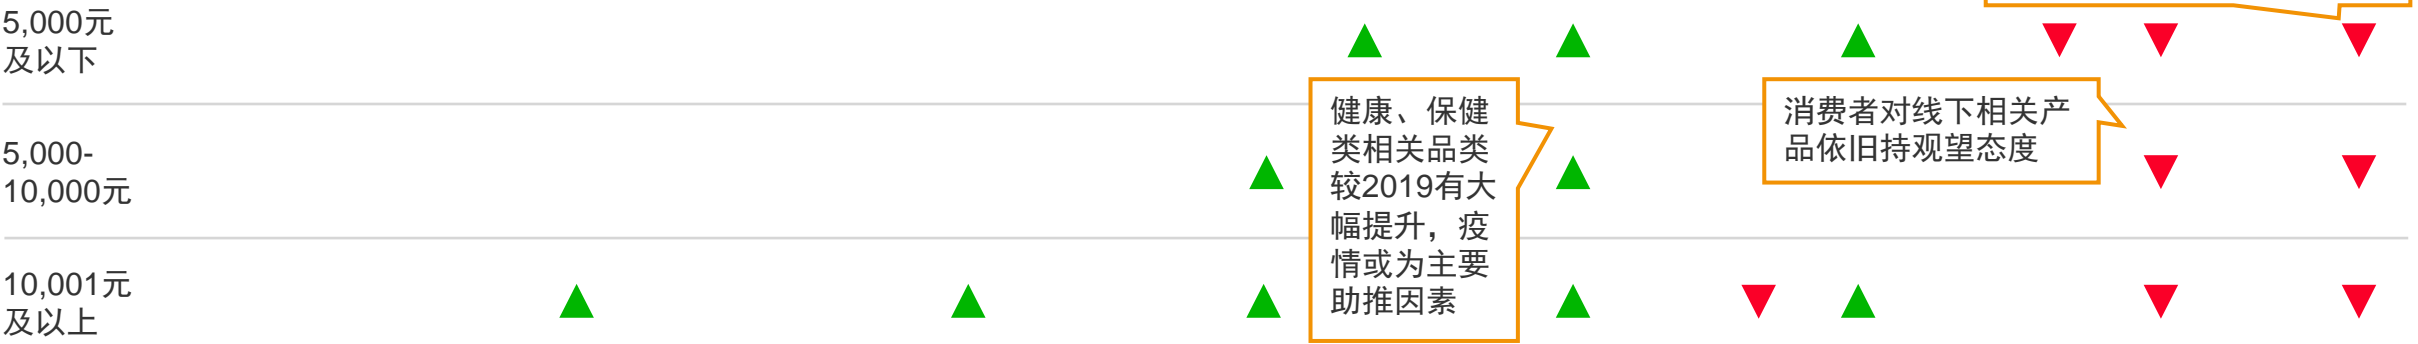 5,000元
及以下
5,000-
10,000元
10,001元
及以上
健康、保健
类相关品类
较2019有大
幅提升，疫
情或为主要
助推因素
消费者对线下相关产
品依旧持观望态度